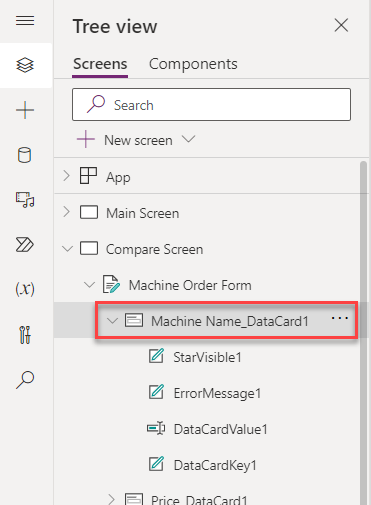 Tree view
Screens Components
Search
New screen
App
Main Screen
Compare Screen
Machine Order Form
Machine Name_DataCard1
StarVisible1
ErrorMessage1
DataCardValue1
DataCardKey1
Price_DataCard1
(x)